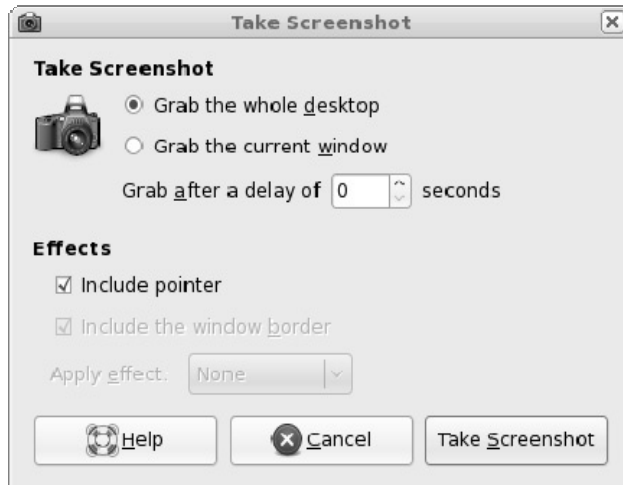 Take Screenshot
Take Screenshot
Grab the whole desktop
Grab the current window
Grab after a delay of 0 seconds
Effects
Include pointer
Include the window border
Apply effect: None
Help Cancel Take Screenshot